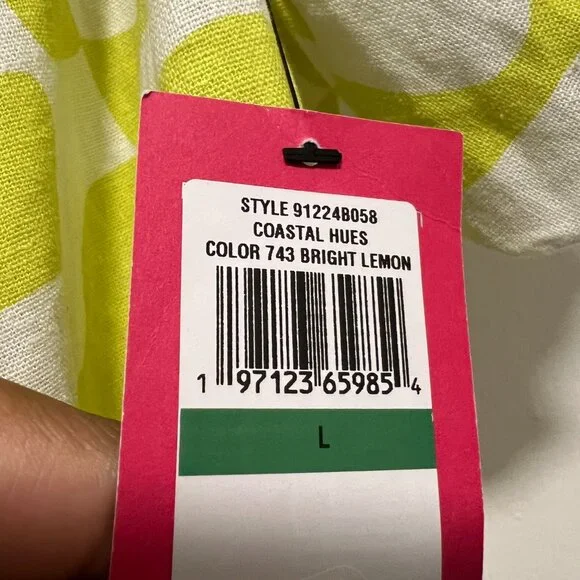 STYLE 91224B058
COASTAL HUES
COLOR 743 BRIGHT LEMON
1 97123 65985 4
L